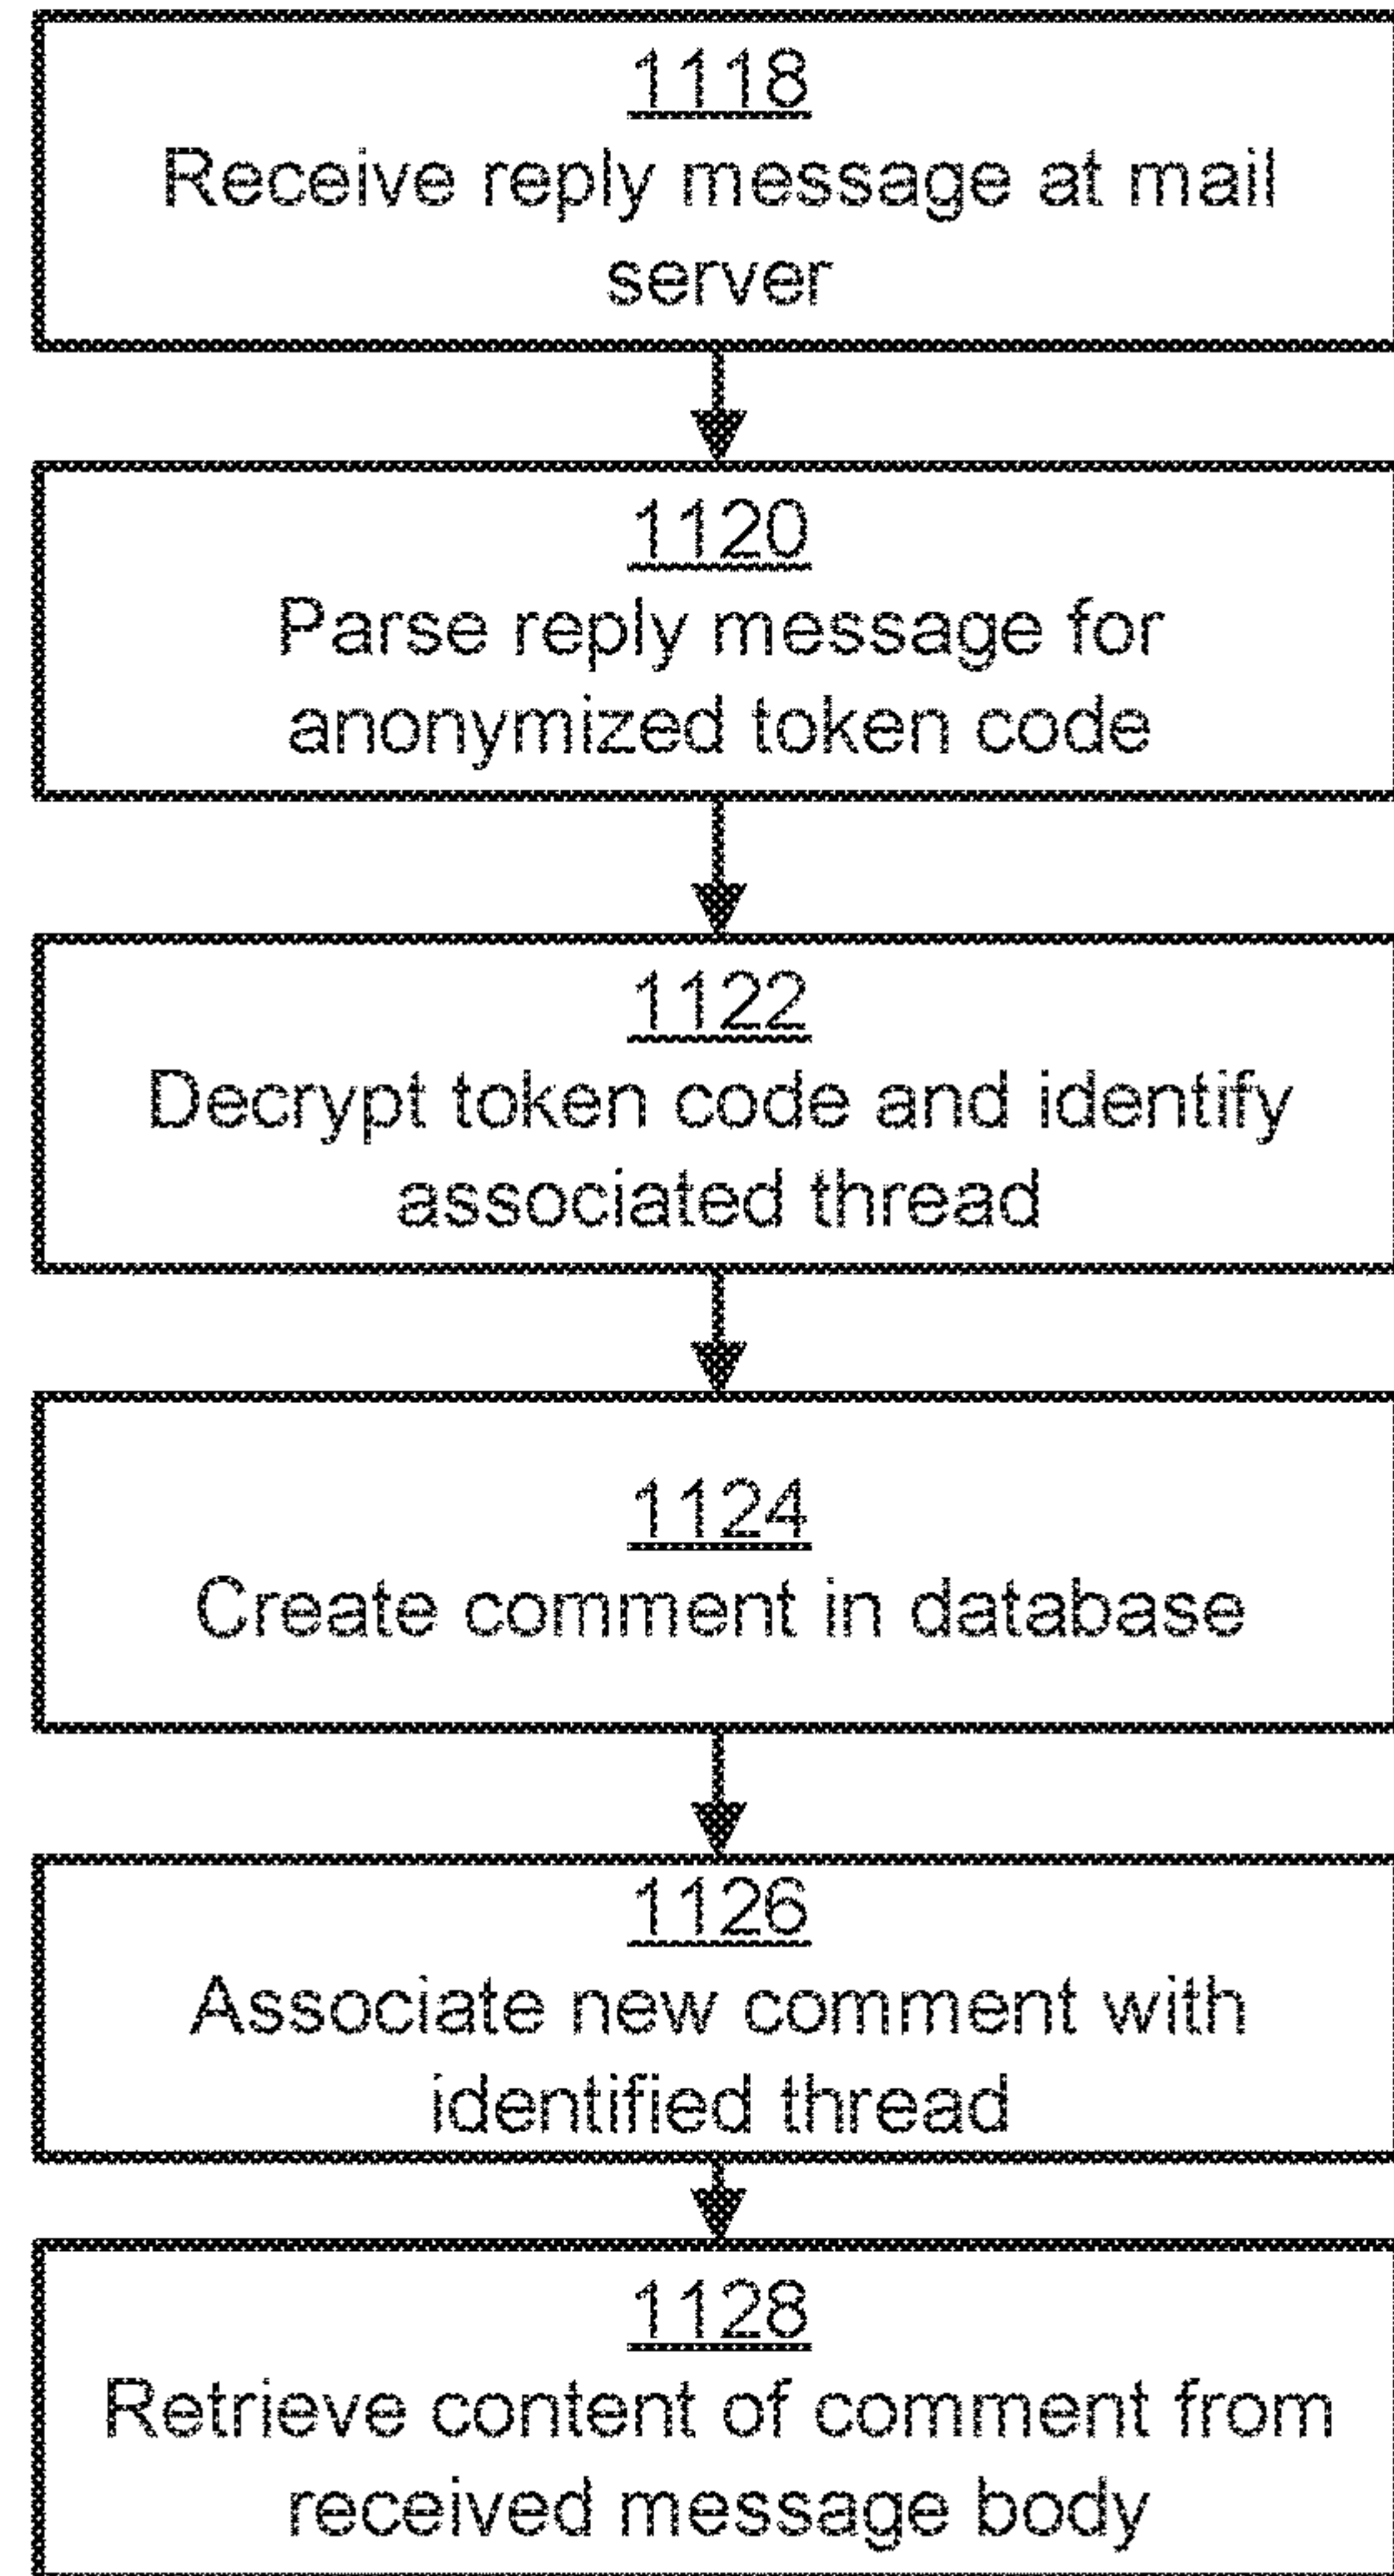 1118
Receive reply message at mail
server
1120
Parse reply message for
anonymized token code
1122
Decrypt token code and identify
associated thread
1124
Create comment in database
1126
Associate new comment with
identified thread
1128
Retrieve content of comment from
received message body